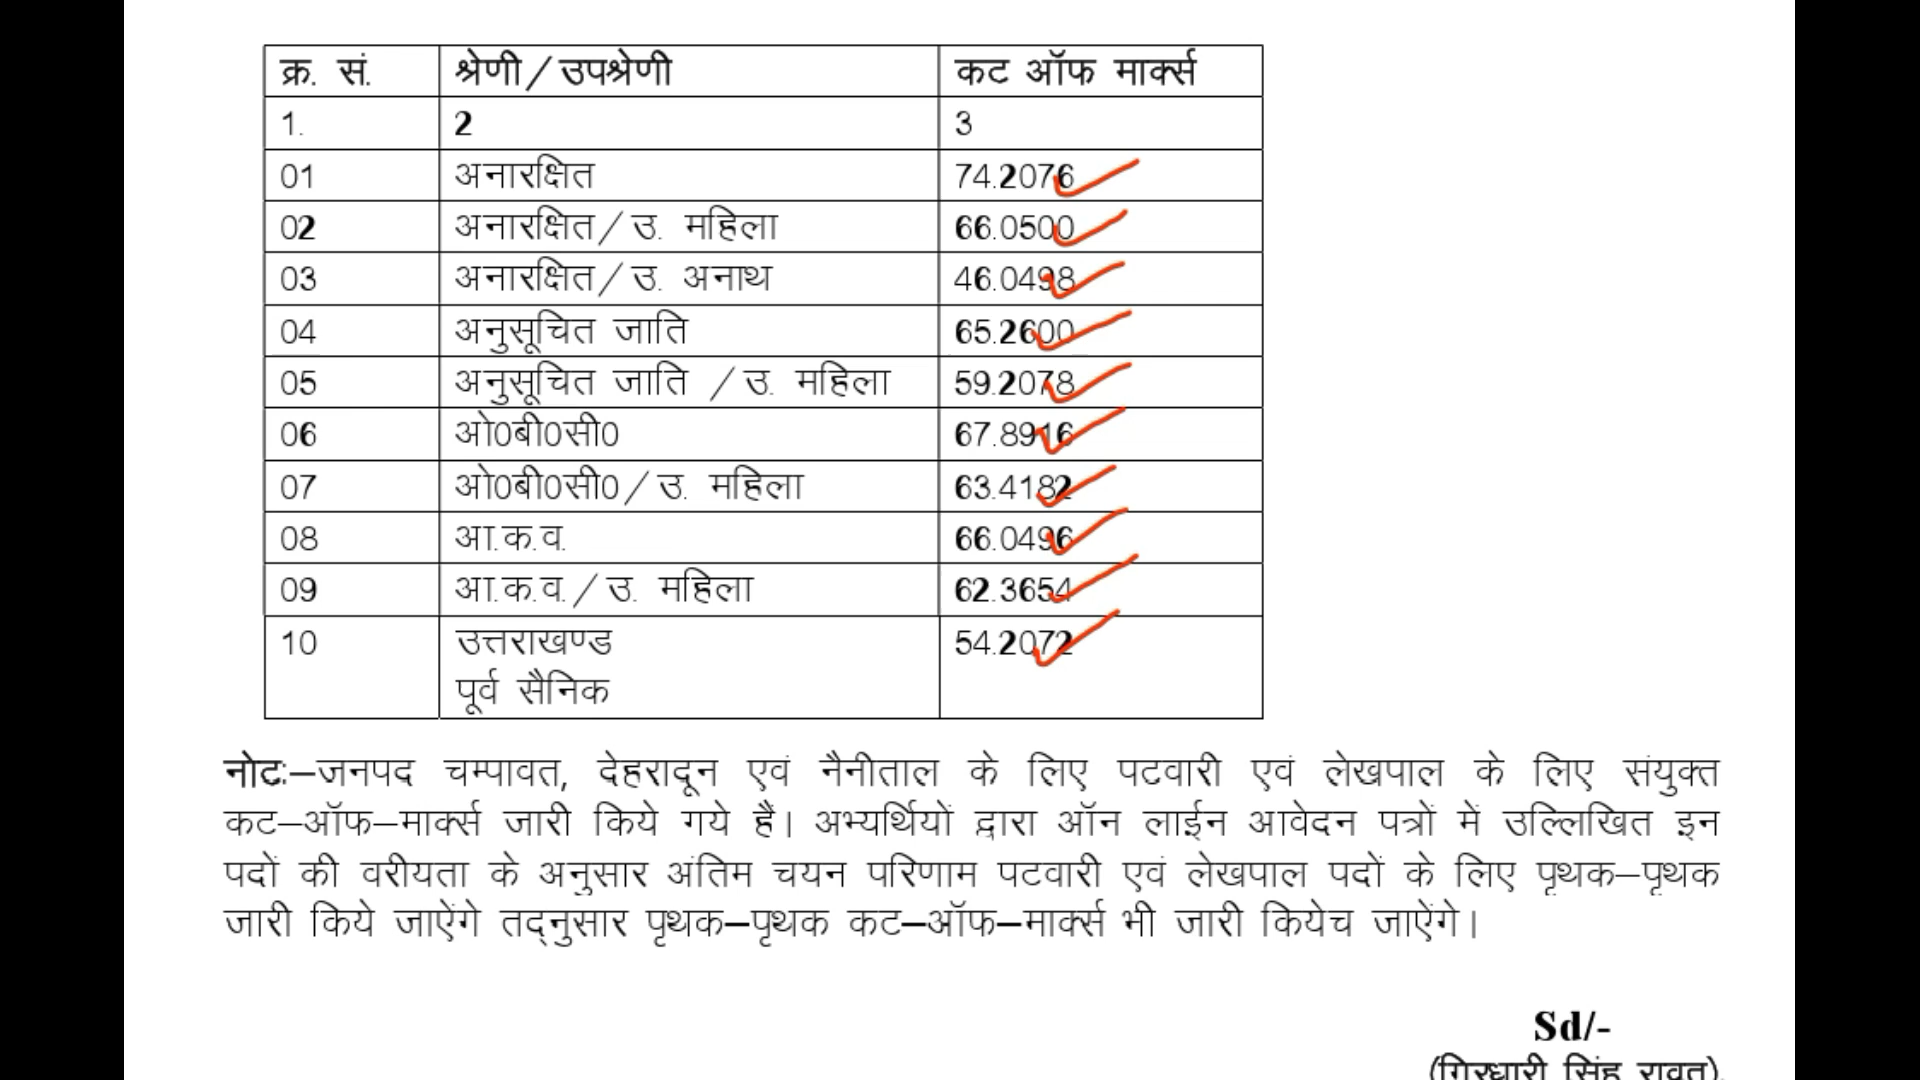 क्र. सं. श्रेणी/उपश्रेणी कट ऑफ मार्क्स
1. 2 3
01 अनारक्षित 74.2076
02 अनारक्षित/उ. महिला 66.0500
03 अनारक्षित/उ. अनाथ 46.0498
04 अनुसूचित जाति 65.2600
05 अनुसूचित जाति /उ. महिला 59.2078
06 ओ0बी0सी0 67.8916
07 ओ0बी0सी0/उ. महिला 63.4182
08 आ.क.व. 66.0496
09 आ.क.व./उ. महिला 62.3654
10 उत्तराखण्ड 54.2072
पूर्व सैनिक
नोटः–जनपद चम्पावत, देहरादून एवं नैनीताल के लिए पटवारी एवं लेखपाल के लिए संयुक्त
कट–ऑफ–मार्क्स जारी किये गये हैं। अभ्यर्थियों द्वारा ऑन लाईन आवेदन पत्रों में उल्लिखित इन
पदों की वरीयता के अनुसार अंतिम चयन परिणाम पटवारी एवं लेखपाल पदों के लिए पृथक–पृथक
जारी किये जाऐंगे तद्नुसार पृथक–पृथक कट–ऑफ–मार्क्स भी जारी कियेच जाऐंगे।
Sd/-
(गिरधारी सिंह रावत)